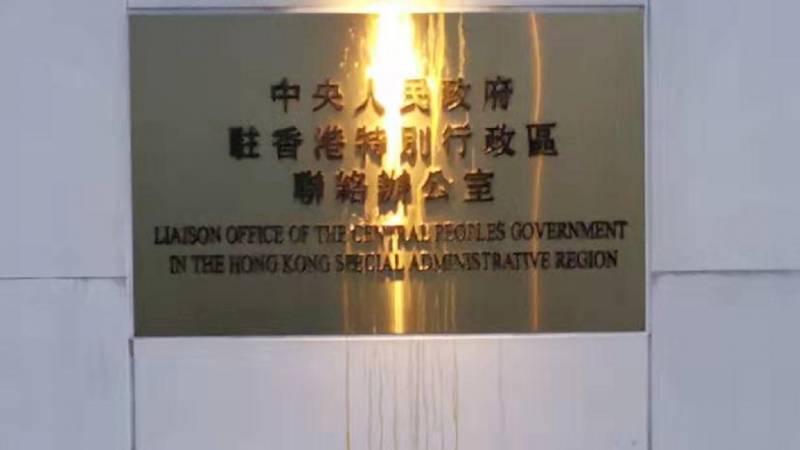 中央人民政府
駐香港特別行政區
聯絡辦公室
LIAISON OFFICE OF THE CENTRAL PEOPLE'S GOVERNMENT
IN THE HONG KONG SPECIAL ADMINISTRATIVE REGION